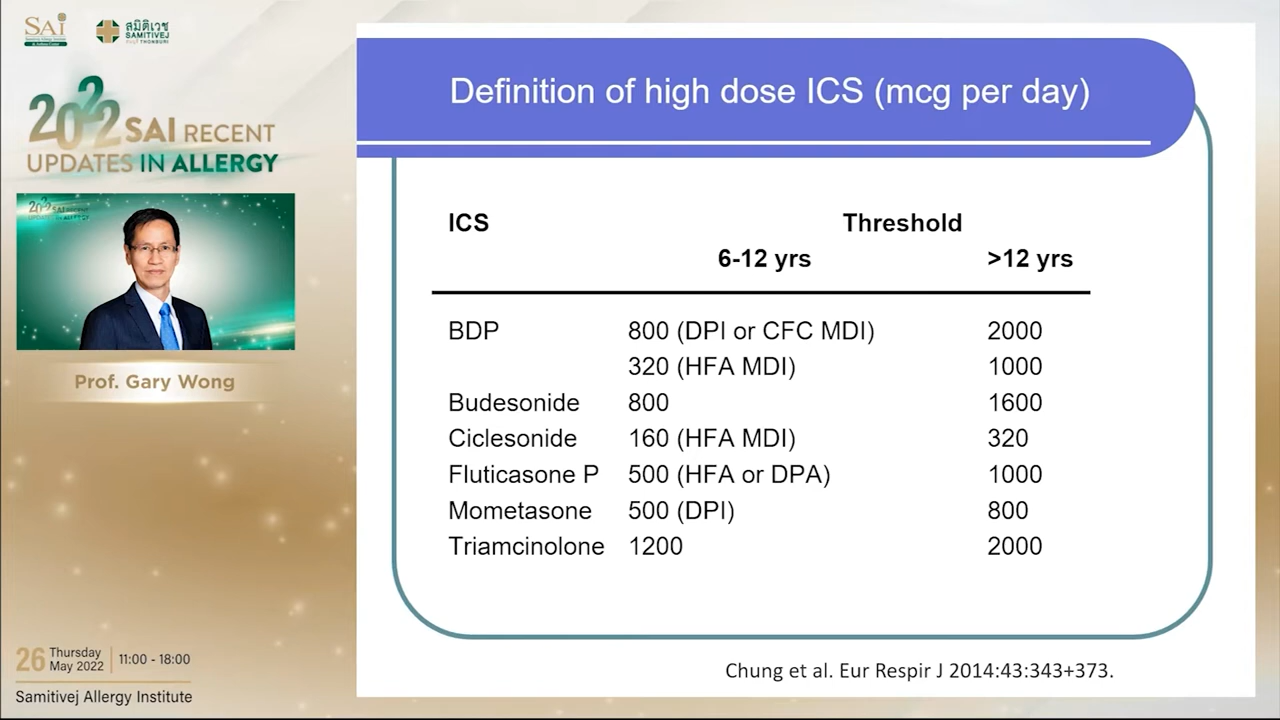 SAi
สมิติเวช
SAMITIVEJ
THONBURI
2022 SAI RECENT
UPDATES IN ALLERGY
Prof. Gary Wong
26 Thursday
May 2022
11:00 - 18:00
Samitivej Allergy Institute
Definition of high dose ICS (mcg per day)
ICS Threshold
6-12 yrs >12 yrs
BDP 800 (DPI or CFC MDI) 2000
320 (HFA MDI) 1000
Budesonide 800 1600
Ciclesonide 160 (HFA MDI) 320
Fluticasone P 500 (HFA or DPA) 1000
Mometasone 500 (DPI) 800
Triamcinolone 1200 2000
Chung et al. Eur Respir J 2014:43:343+373.